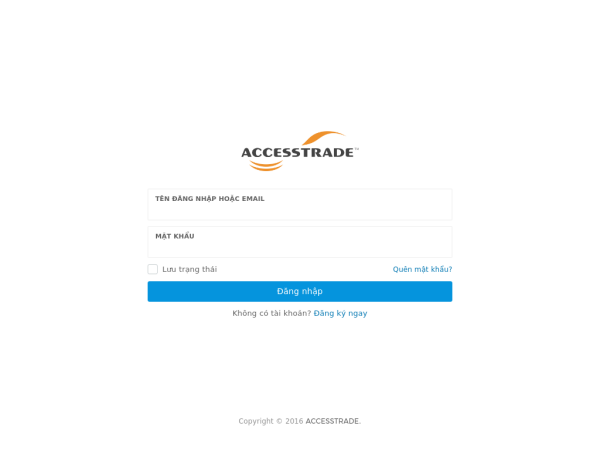 ACCESSTRADE™
TÊN ĐĂNG NHẬP HOẶC EMAIL
MẬT KHẨU
Lưu trạng thái
Quên mật khẩu?
Đăng nhập
Không có tài khoản? Đăng ký ngay
Copyright © 2016 ACCESSTRADE.